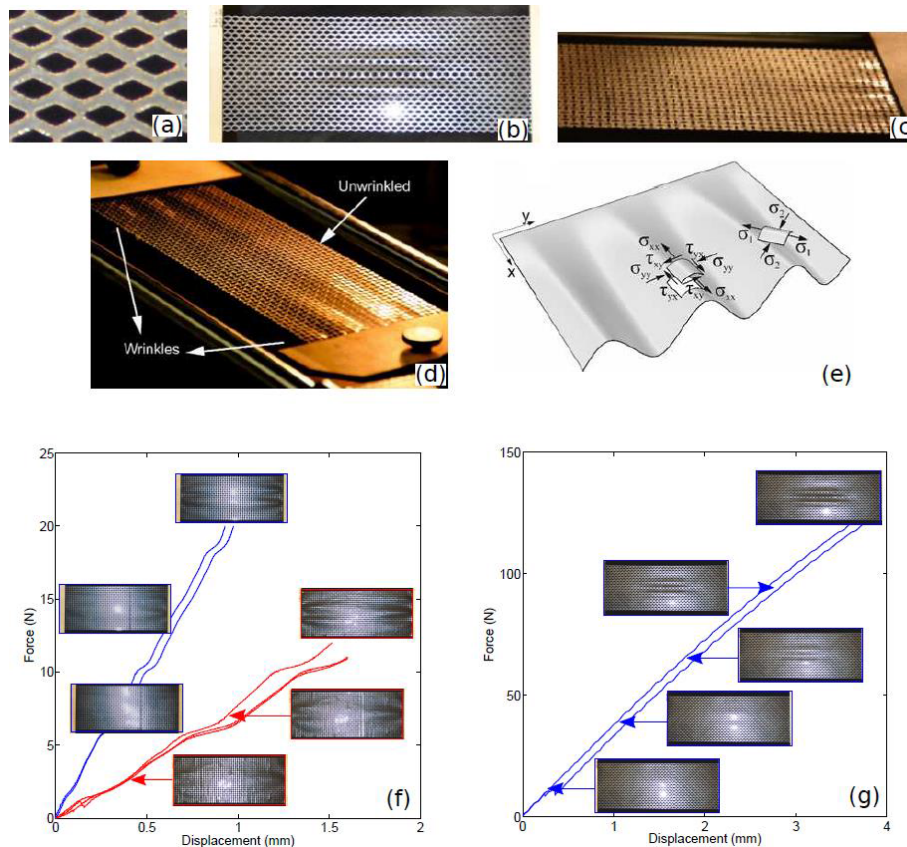 (a)
(b)
(c
Unwrinkled
Wrinkles
(d)
y
x
σxx
τxy
σyy
τyx
τyx
σyy
τxy
σxx
σ1
σ2
σ2
σ1
(e)
25
20
15
10
5
0
0
0.5
1
1.5
2
Force (N)
Displacement (mm)
(f)
150
100
50
0
0
1
2
3
4
Force (N)
Displacement (mm)
(g)